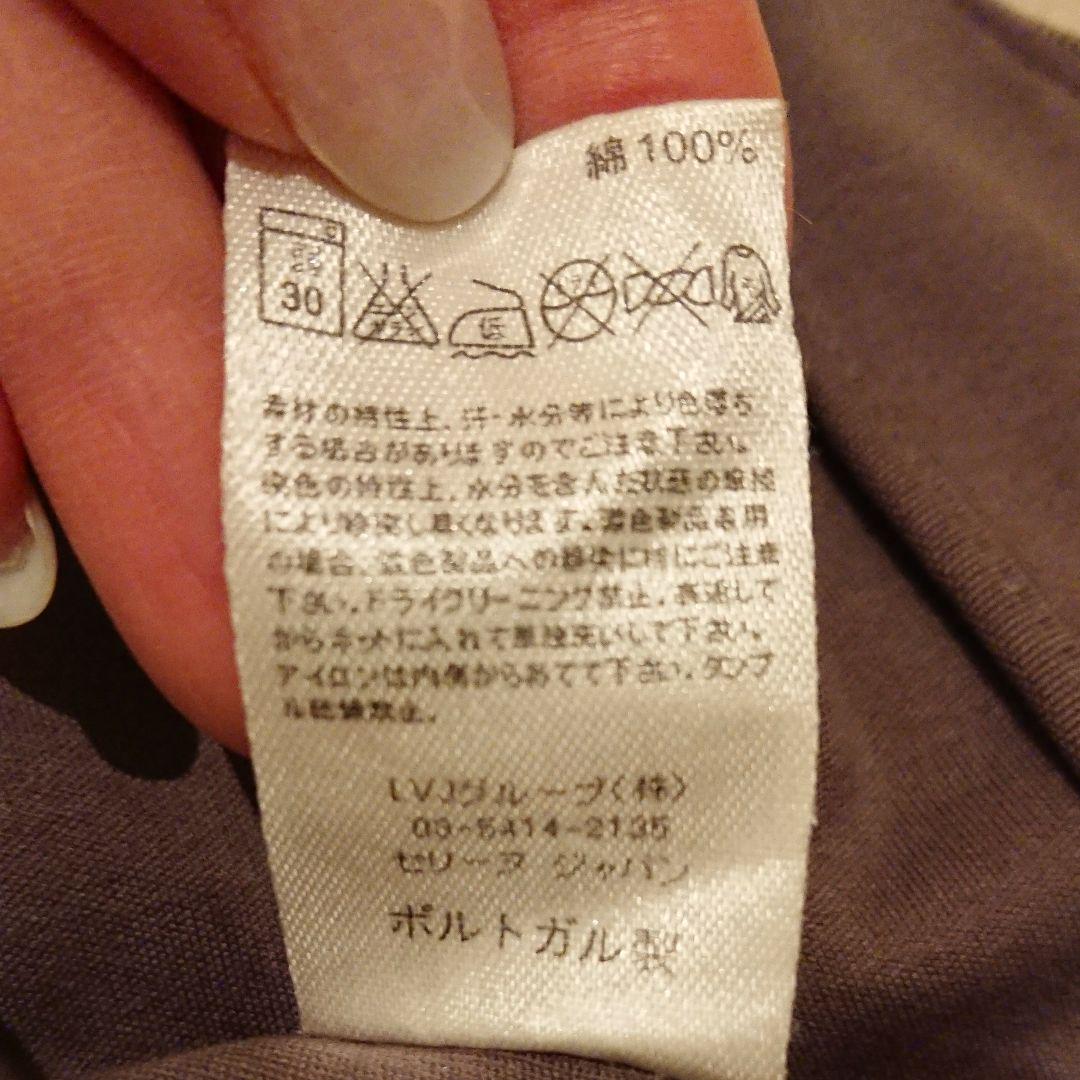 綿100%
30
低
素材の特性上、汗・水分等により色落ち
する場合がありますのでご注意下さい。
染色の特性上、水分を含んだ状態の摩擦
により移染し易くなります。濃色製品着用
の場合、淡色製品への移染に特にご注意
下さい。ドライクリーニング禁止。裏返して
からネットに入れて単独洗いして下さい。
アイロンは内側からあてて下さい。タンブ
ル乾燥禁止。
LVJグループ〈株〉
03-5414-2135
セリーヌ ジャパン
ポルトガル製